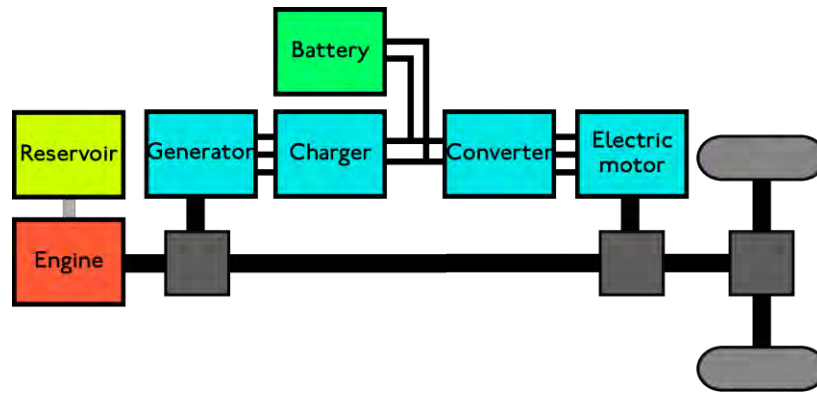 Battery
Reservoir
Generator
Charger
Converter
Electric
motor
Engine